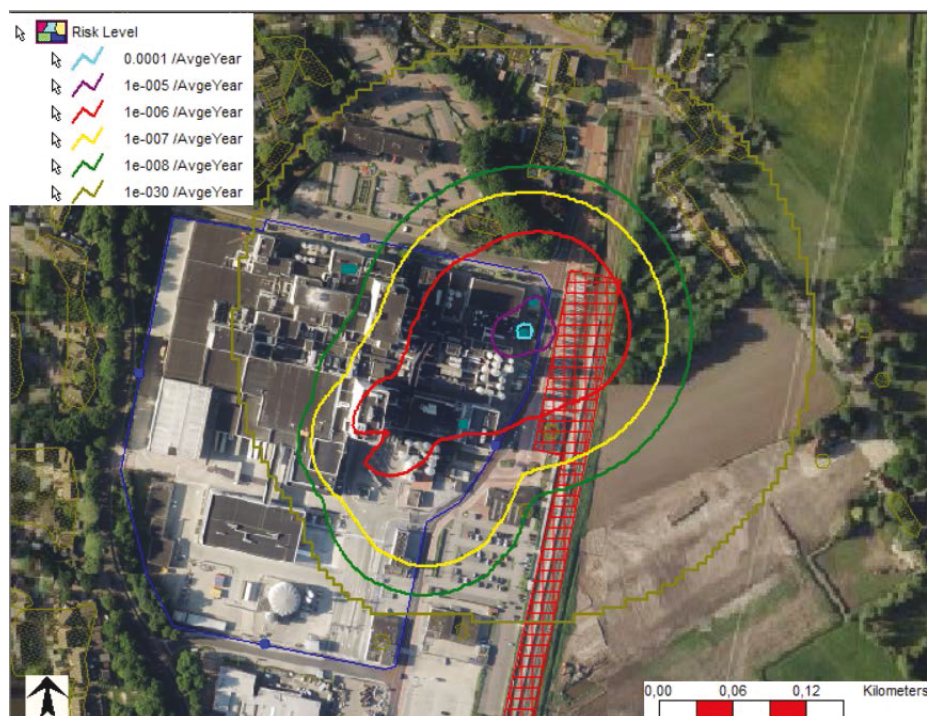 Risk Level
0.0001 /AvgeYear
1e-005 /AvgeYear
1e-006 /AvgeYear
1e-007 /AvgeYear
1e-008 /AvgeYear
1e-030 /AvgeYear
0,00 0,06 0,12 Kilometers